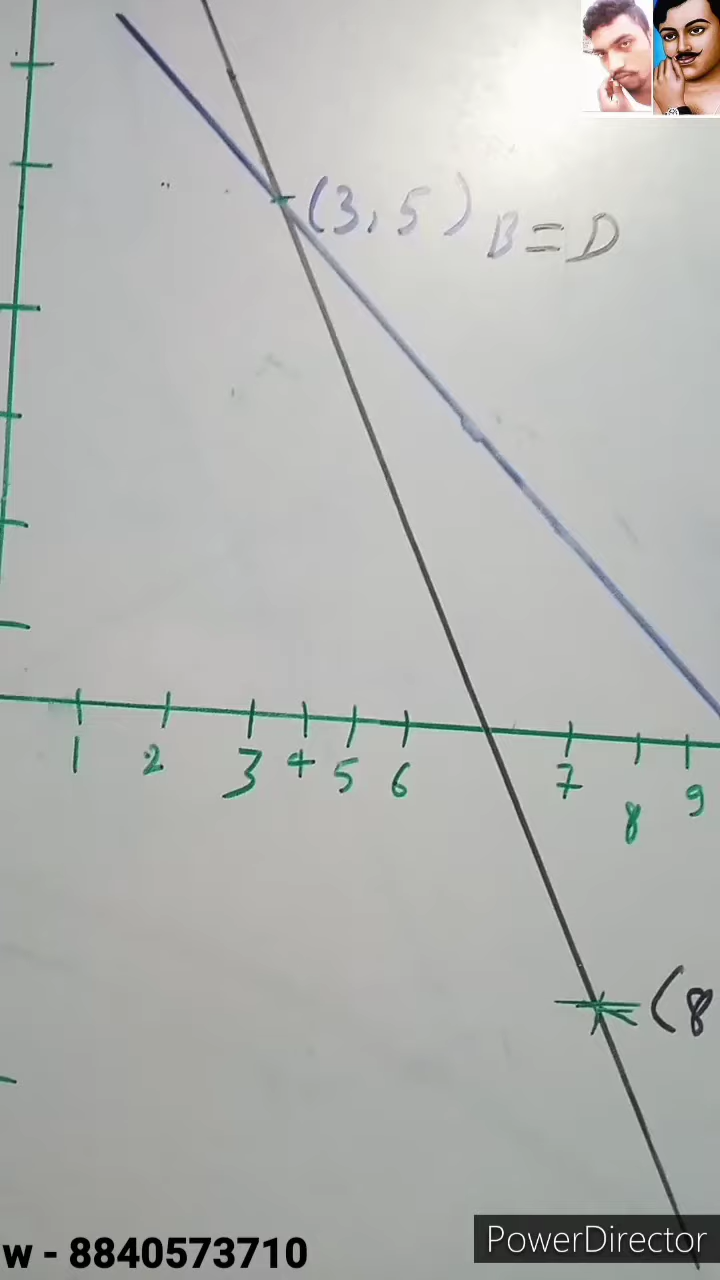 (3,5) B=D
1 2 3 4 5 6 7 8 9
(8
w - 8840573710
PowerDirector